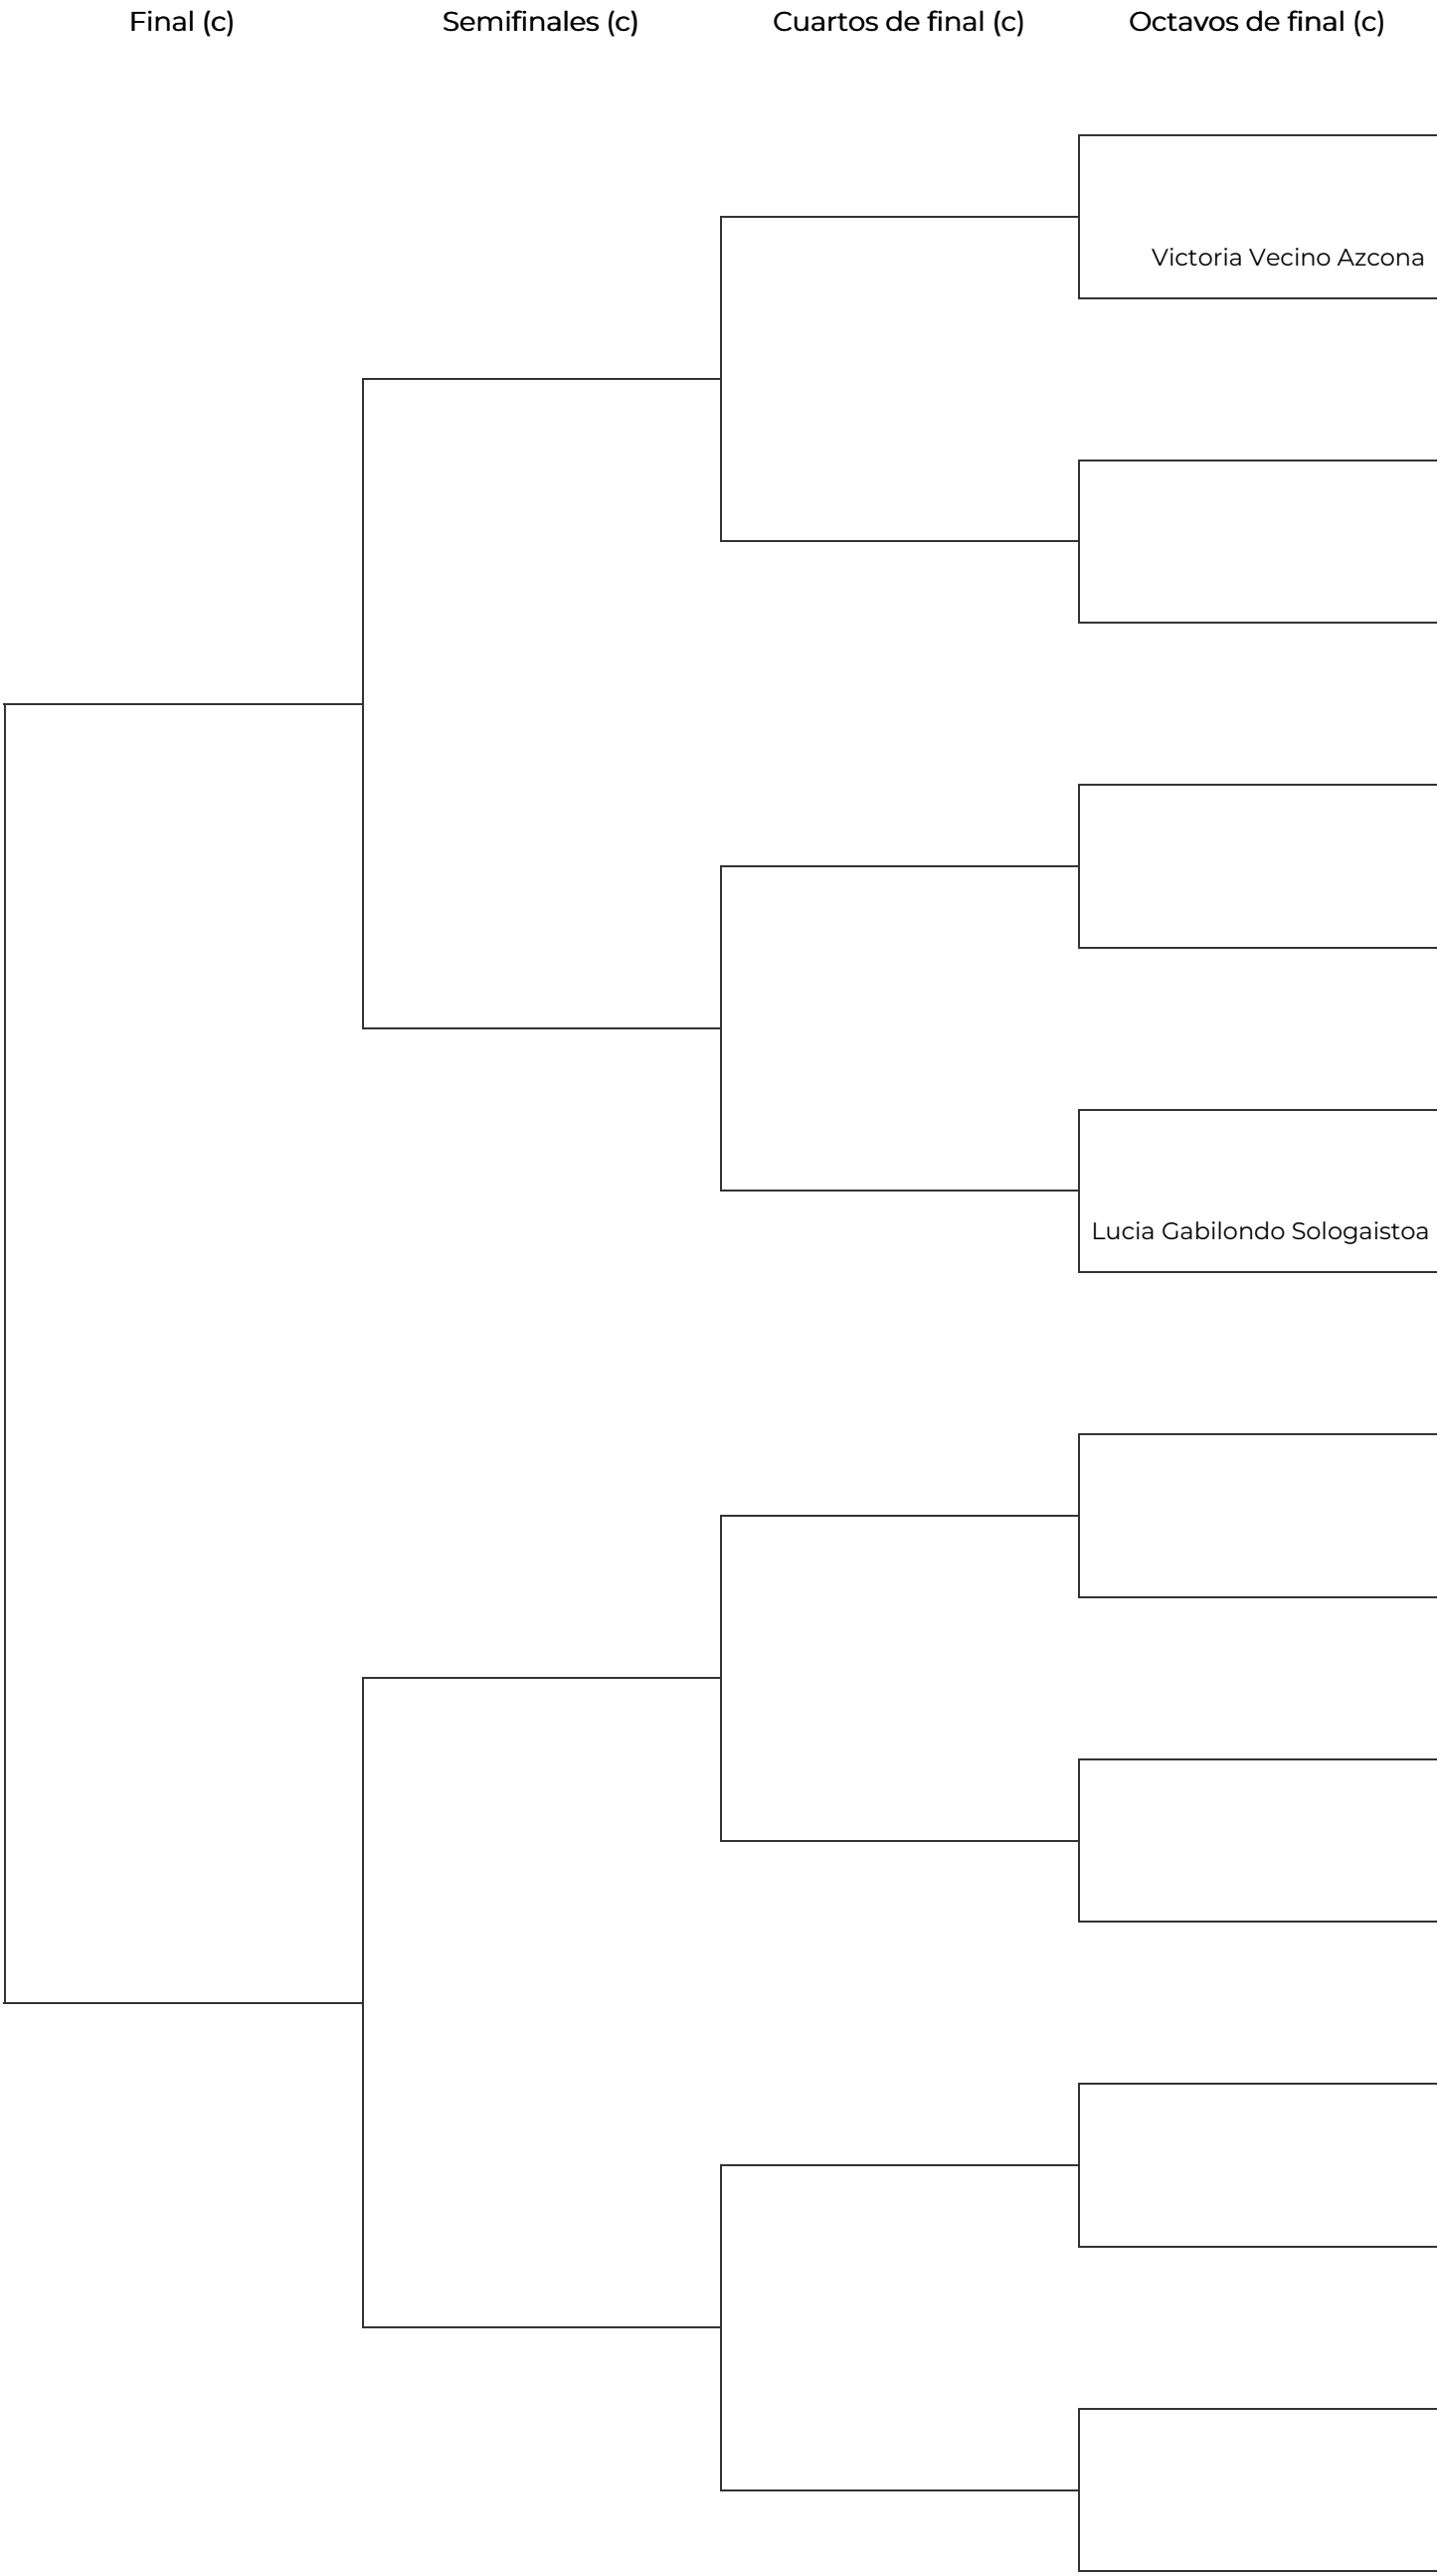 Final (c)
Semifinales (c)
Cuartos de final (c)
Octavos de final (c)
Victoria Vecino Azcona
Lucia Gabilondo Sologaistoa